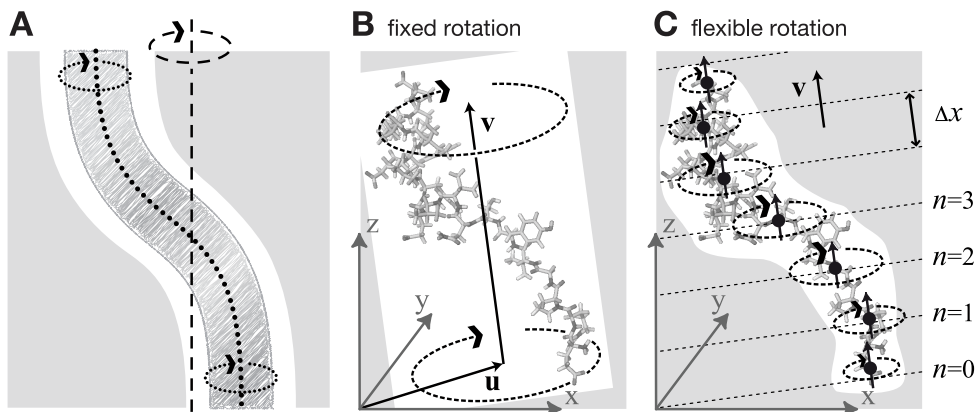 A
B fixed rotation
C flexible rotation
v
v
Δx
z
z
n=3
n=2
y
y
n=1
u
n=0
x
x